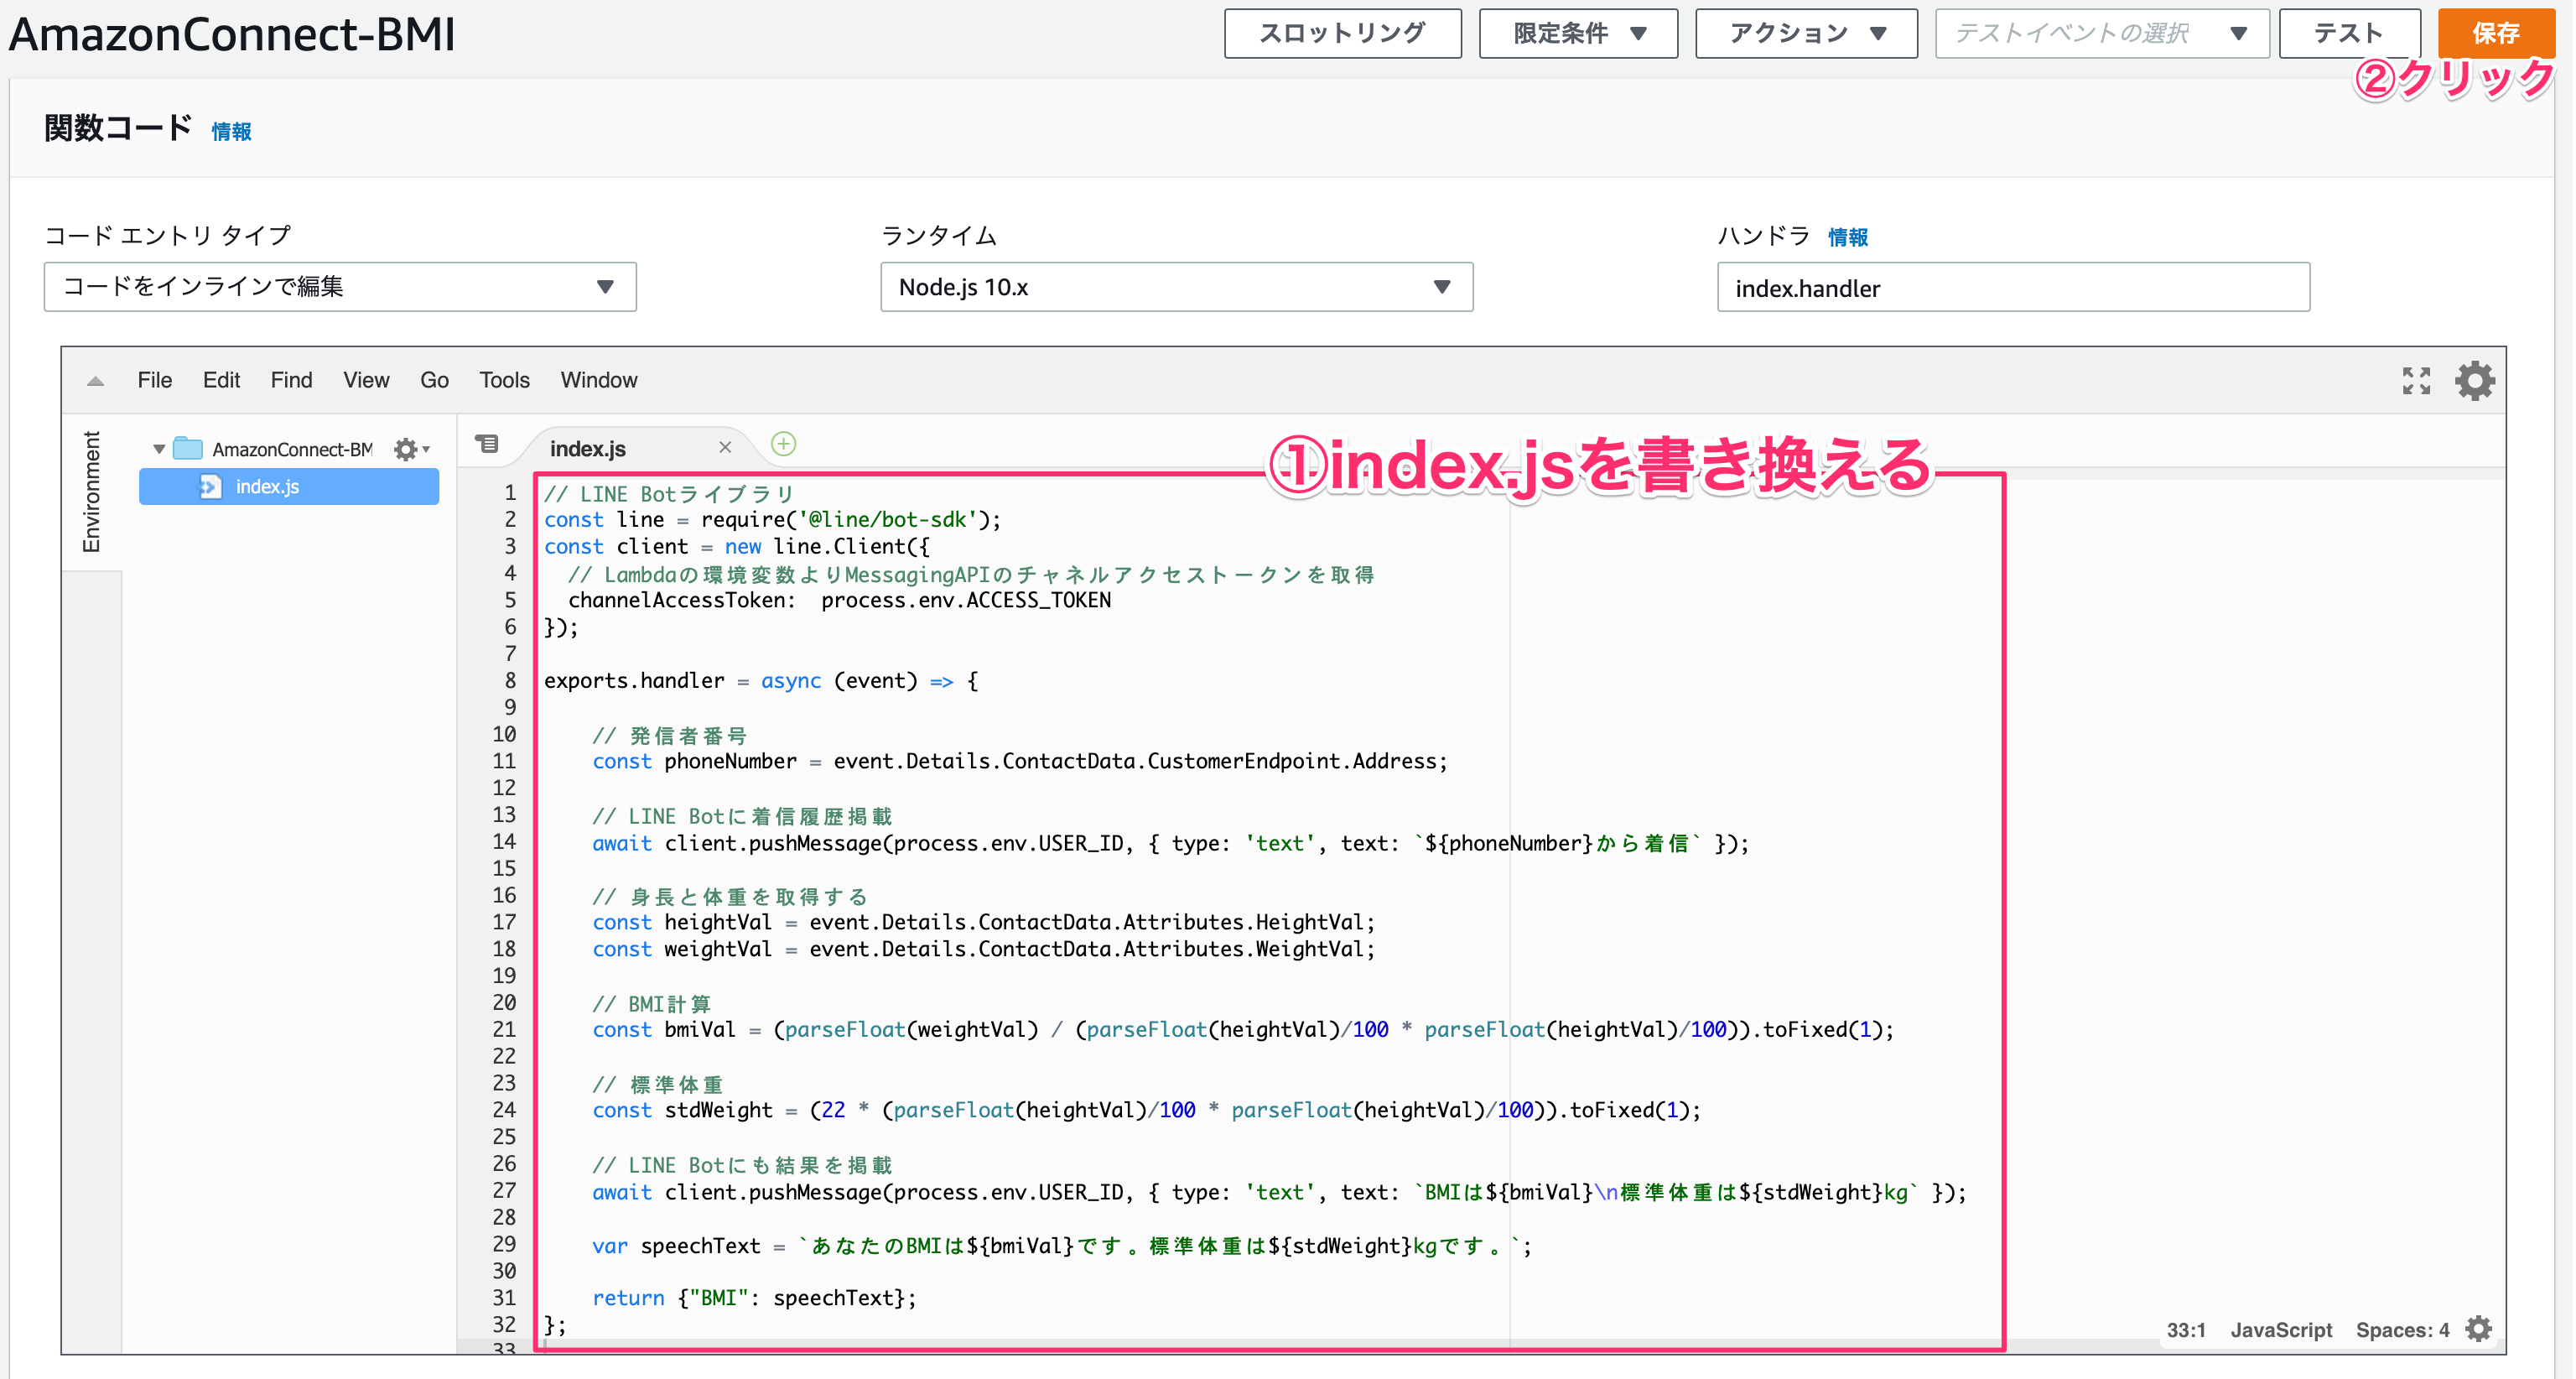 AmazonConnect-BMI
スロットリング
限定条件
アクション
テストイベントの選択
テスト
保存
②クリック
関数コード 情報
コード エントリ タイプ
ランタイム
ハンドラ 情報
コードをインラインで編集
Node.js 10.x
index.handler
File Edit Find View Go Tools Window
Environment
AmazonConnect-BM
index.js
index.js
①index.jsを書き換える
1 // LINE Botライブラリ
2 const line = require('@line/bot-sdk');
3 const client = new line.Client({
4 // Lambdaの環境変数よりMessagingAPIのチャネルアクセストークンを取得
5 channelAccessToken: process.env.ACCESS_TOKEN
6 });
7
8 exports.handler = async (event) => {
9
10 // 発信者番号
11 const phoneNumber = event.Details.ContactData.CustomerEndpoint.Address;
12
13 // LINE Botに着信履歴掲載
14 await client.pushMessage(process.env.USER_ID, { type: 'text', text: `${phoneNumber}から着信` });
15
16 // 身長と体重を取得する
17 const heightVal = event.Details.ContactData.Attributes.HeightVal;
18 const weightVal = event.Details.ContactData.Attributes.WeightVal;
19
20 // BMI計算
21 const bmiVal = (parseFloat(weightVal) / (parseFloat(heightVal)/100 * parseFloat(heightVal)/100)).toFixed(1);
22
23 // 標準体重
24 const stdWeight = (22 * (parseFloat(heightVal)/100 * parseFloat(heightVal)/100)).toFixed(1);
25
26 // LINE Botにも結果を掲載
27 await client.pushMessage(process.env.USER_ID, { type: 'text', text: `BMIは${bmiVal}\n標準体重は${stdWeight}kg` });
28
29 var speechText = `あなたのBMIは${bmiVal}です。標準体重は${stdWeight}kgです。`;
30
31 return {"BMI": speechText};
32 };
33
33:1 JavaScript Spaces: 4